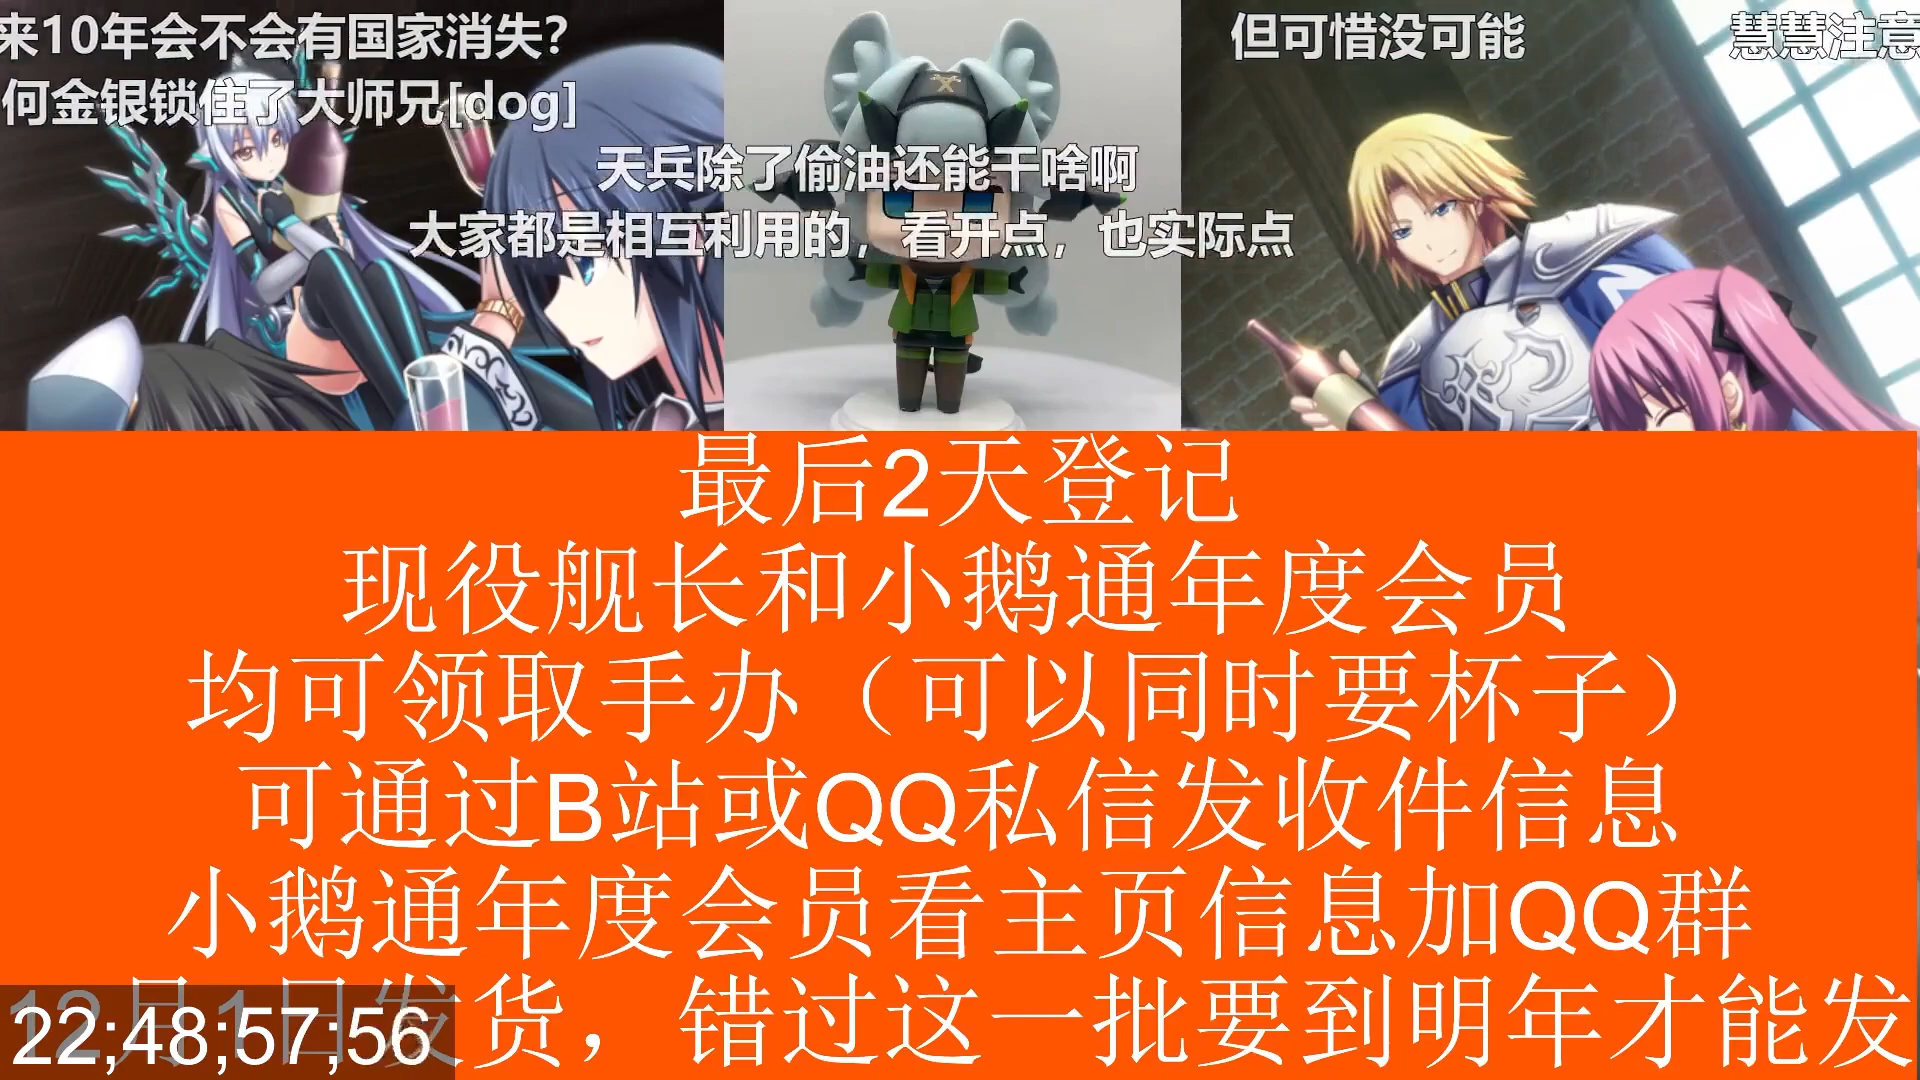 来10年会不会有国家消失?
但可惜没可能
慧慧注意
何金银锁住了大师兄[dog]
天兵除了偷油还能干啥啊
大家都是相互利用的，看开点，也实际点
最后2天登记
现役舰长和小鹅通年度会员
均可领取手办（可以同时要杯子）
可通过B站或QQ私信发收件信息
小鹅通年度会员看主页信息加QQ群
12月1日发货，错过这一批要到明年才能发
22;48;57;56